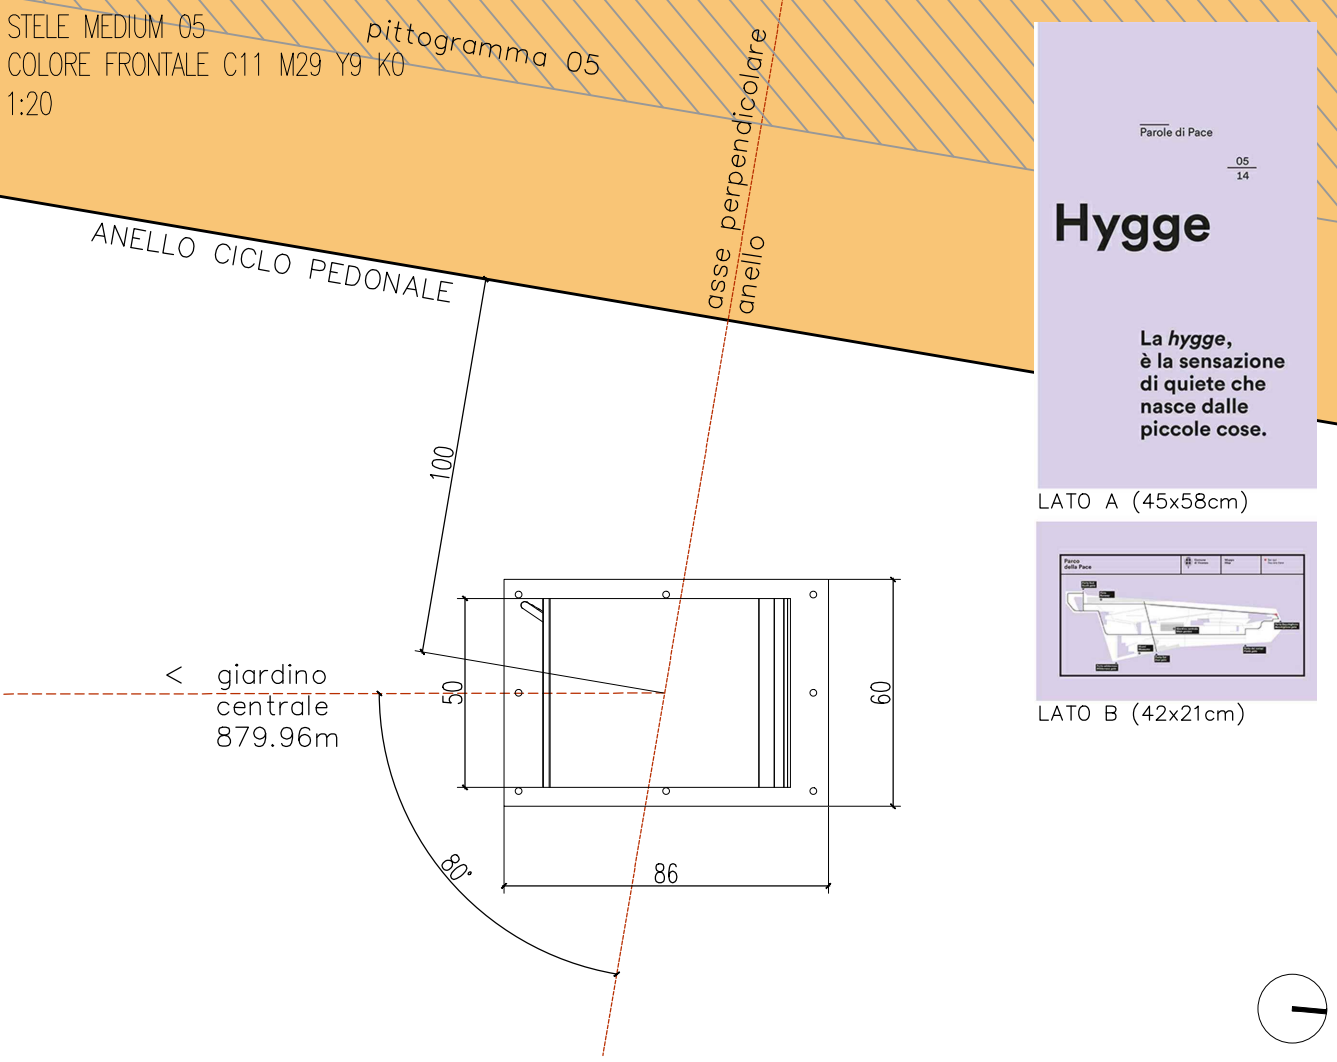 STELE MEDIUM 05
COLORE FRONTALE C11 M29 Y9 K0
1:20
pittogramma 05
asse perpendicolare
anello
ANELLO CICLO PEDONALE
100
< giardino
centrale
879.96m
50
60
86
80°
Parole di Pace
05
14
Hygge
La hygge,
è la sensazione
di quiete che
nasce dalle
piccole cose.
LATO A (45x58cm)
Parco
della Pace
LATO B (42x21cm)